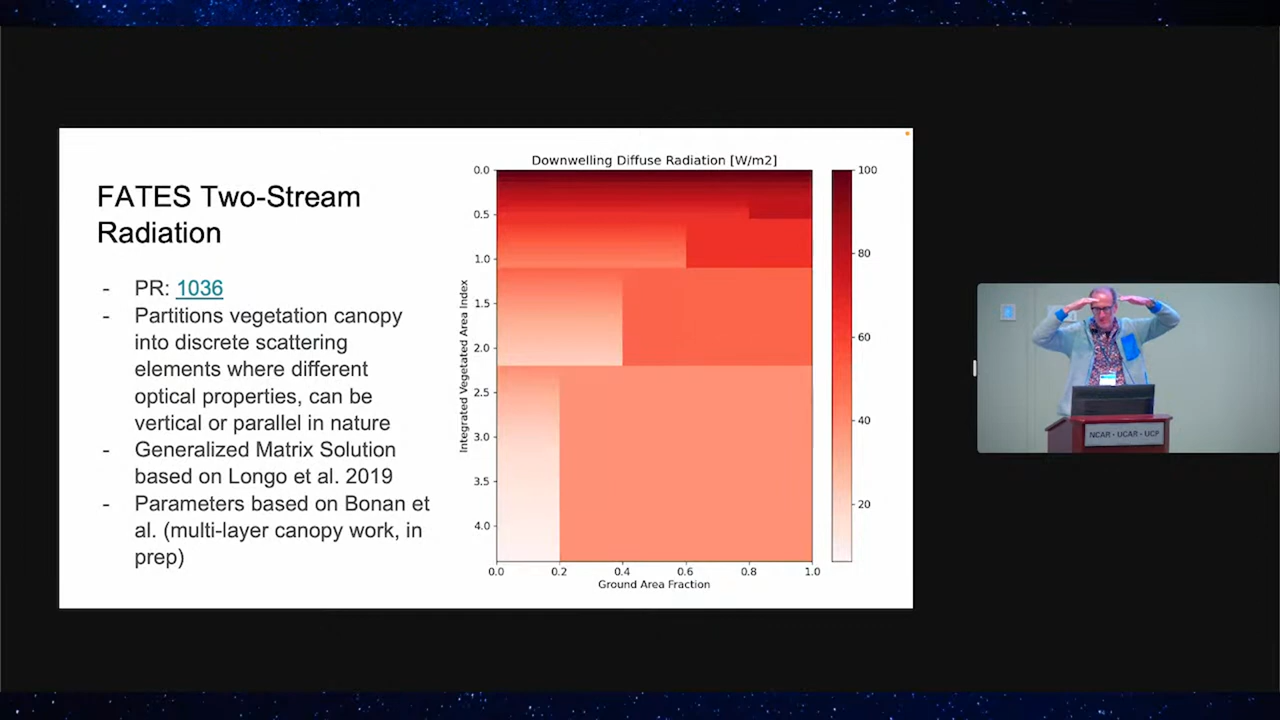 FATES Two-Stream
Radiation
- PR: 1036
- Partitions vegetation canopy
into discrete scattering
elements where different
optical properties, can be
vertical or parallel in nature
- Generalized Matrix Solution
based on Longo et al. 2019
- Parameters based on Bonan et
al. (multi-layer canopy work, in
prep)
Downwelling Diffuse Radiation [W/m2]
Integrated Vegetated Area Index
0.0
0.5
1.0
1.5
2.0
2.5
3.0
3.5
4.0
0.0 0.2 0.4 0.6 0.8 1.0
Ground Area Fraction
100
80
60
40
20
NCAR • UCAR • UCP